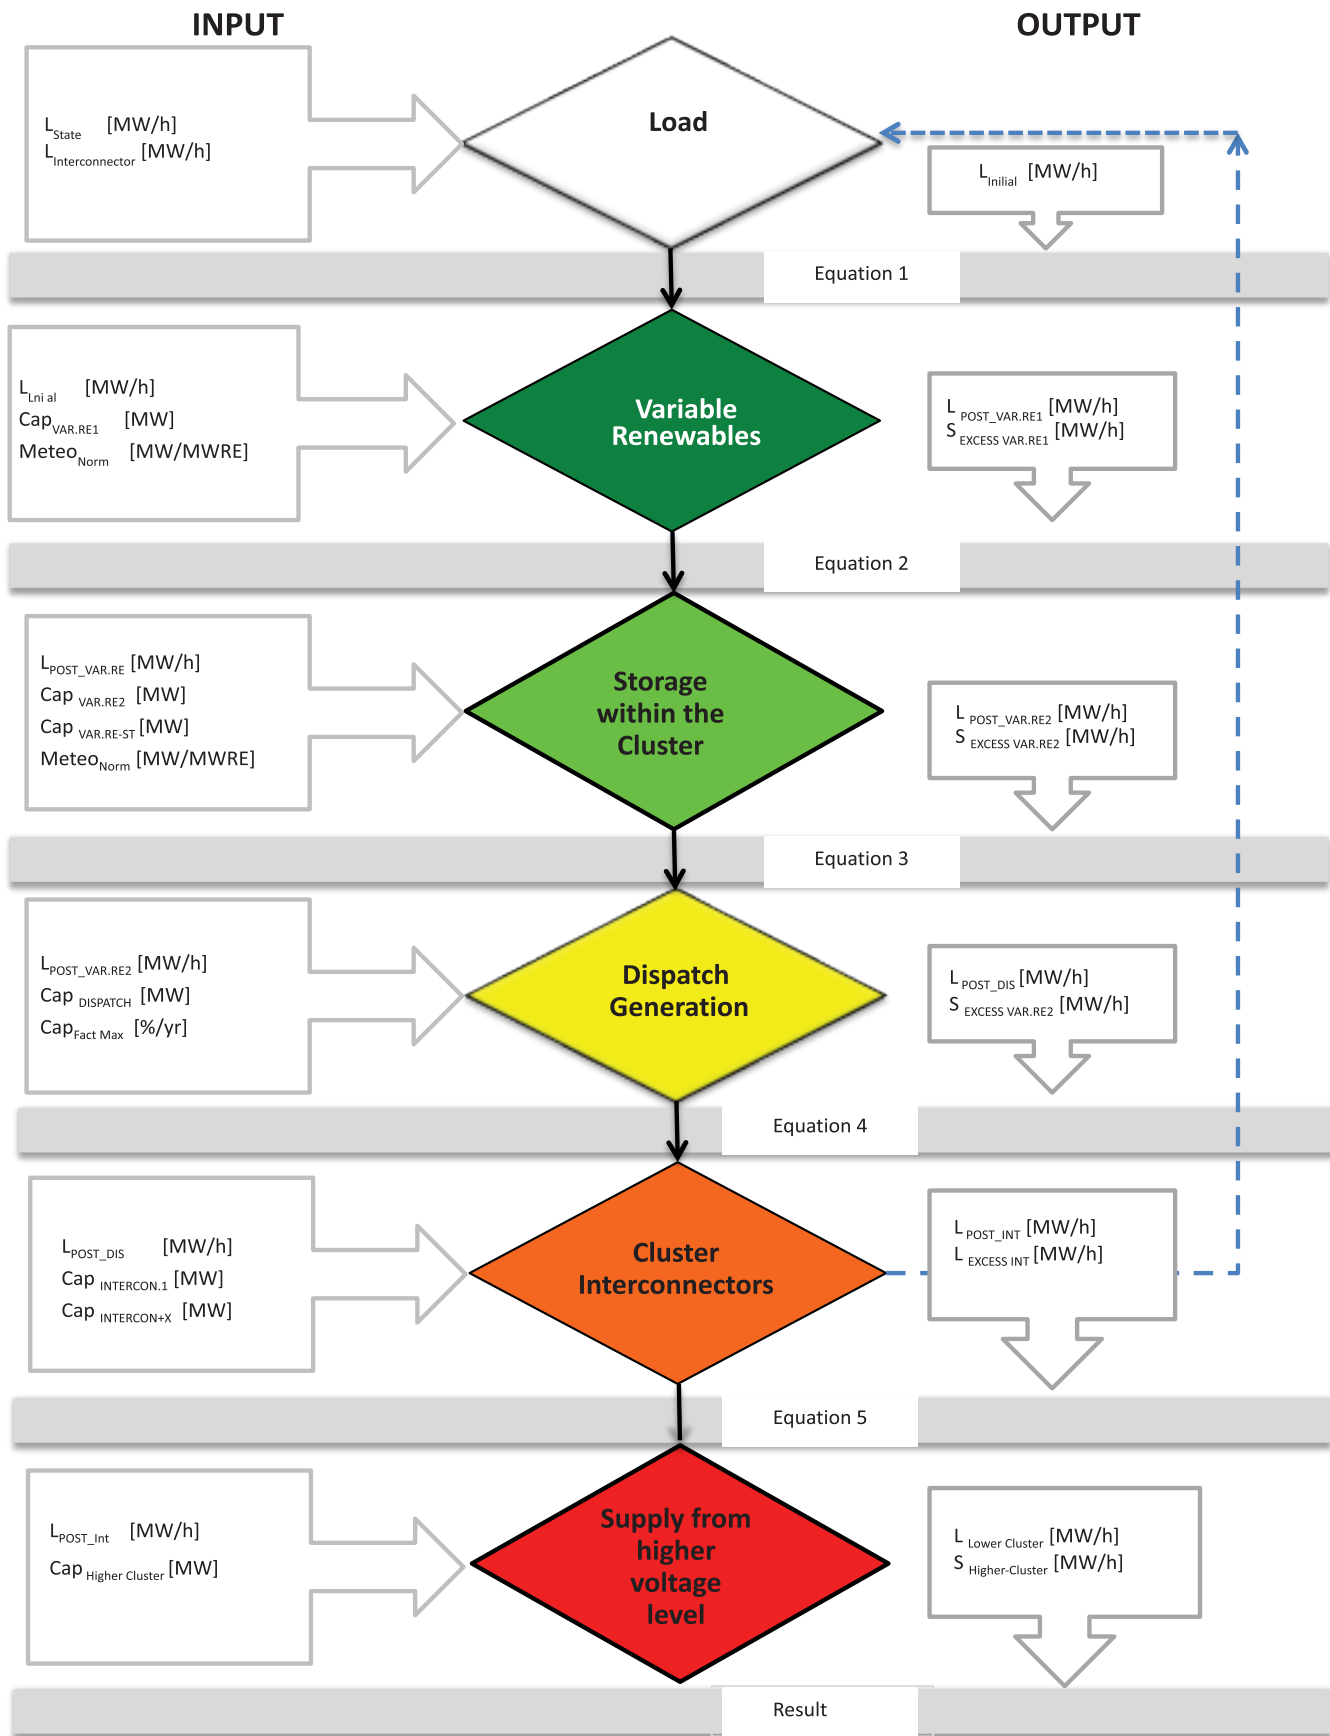 INPUT
OUTPUT
L State [MW/h]
L Interconnector [MW/h]
Load
L Inilial [MW/h]
Equation 1
L Lni al [MW/h]
Cap VAR.RE1 [MW]
Meteo Norm [MW/MWRE]
Variable
Renewables
L POST_VAR.RE1 [MW/h]
S EXCESS VAR.RE1 [MW/h]
Equation 2
L POST_VAR.RE [MW/h]
Cap VAR.RE2 [MW]
Cap VAR.RE-ST [MW]
Meteo Norm [MW/MWRE]
Storage
within the
Cluster
L POST_VAR.RE2 [MW/h]
S EXCESS VAR.RE2 [MW/h]
Equation 3
L POST_VAR.RE2 [MW/h]
Cap DISPATCH [MW]
Cap Fact Max [%/yr]
Dispatch
Generation
L POST_DIS [MW/h]
S EXCESS VAR.RE2 [MW/h]
Equation 4
L POST_DIS [MW/h]
Cap INTERCON.1 [MW]
Cap INTERCON+X [MW]
Cluster
Interconnectors
L POST_INT [MW/h]
L EXCESS INT [MW/h]
Equation 5
L POST_Int [MW/h]
Cap Higher Cluster [MW]
Supply from
higher
voltage
level
L Lower Cluster [MW/h]
S Higher-Cluster [MW/h]
Result